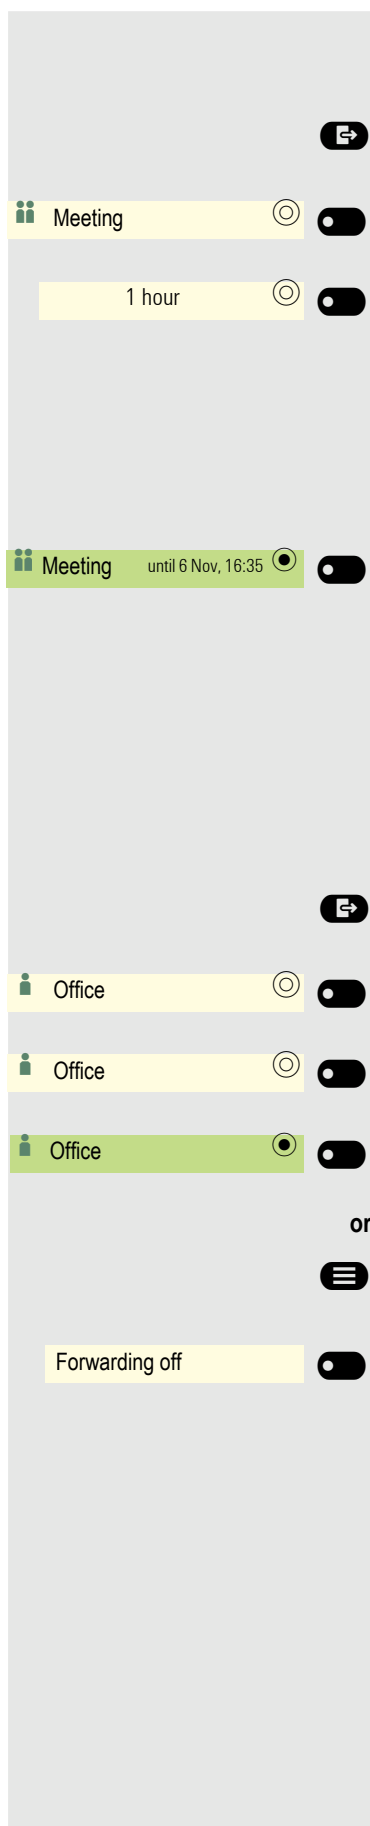 Meeting
1 hour
Meeting until 6 Nov, 16:35
Office
Office
Office
or
Forwarding off